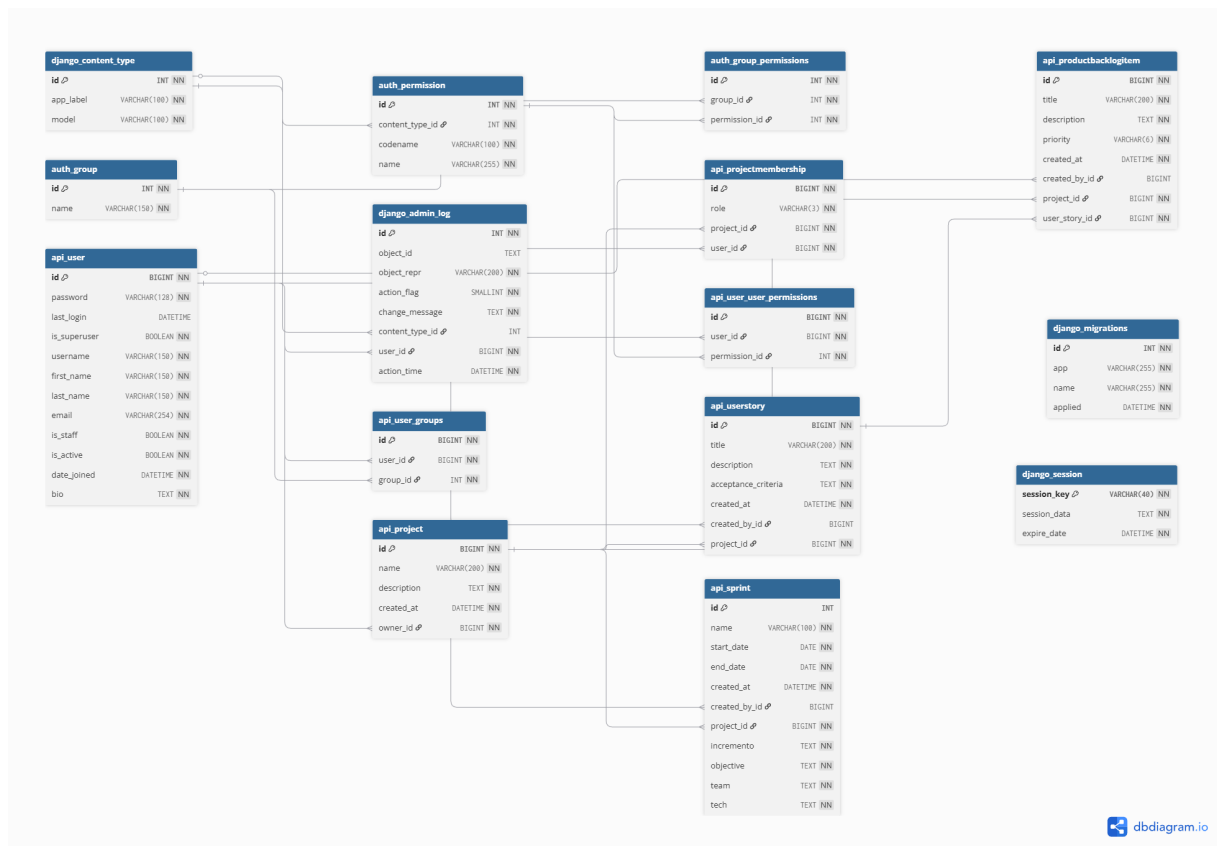 django_content_type
id INT NN
app_label VARCHAR(100) NN
model VARCHAR(100) NN
auth_group
id INT NN
name VARCHAR(150) NN
api_user
id BIGINT NN
password VARCHAR(128) NN
last_login DATETIME
is_superuser BOOLEAN NN
username VARCHAR(150) NN
first_name VARCHAR(150) NN
last_name VARCHAR(150) NN
email VARCHAR(254) NN
is_staff BOOLEAN NN
is_active BOOLEAN NN
date_joined DATETIME NN
bio TEXT NN
auth_permission
id INT NN
content_type_id INT NN
codename VARCHAR(100) NN
name VARCHAR(255) NN
django_admin_log
id INT NN
object_id TEXT
object_repr VARCHAR(200) NN
action_flag SMALLINT NN
change_message TEXT NN
content_type_id INT
user_id BIGINT NN
action_time DATETIME NN
api_user_groups
id BIGINT NN
user_id BIGINT NN
group_id INT NN
api_project
id BIGINT NN
name VARCHAR(200) NN
description TEXT NN
created_at DATETIME NN
owner_id BIGINT NN
auth_group_permissions
id INT NN
group_id INT NN
permission_id INT NN
api_projectmembership
id BIGINT NN
role VARCHAR(3) NN
project_id BIGINT NN
user_id BIGINT NN
api_user_user_permissions
id BIGINT NN
user_id BIGINT NN
permission_id INT NN
api_userstory
id BIGINT NN
title VARCHAR(200) NN
description TEXT NN
acceptance_criteria TEXT NN
created_at DATETIME NN
created_by_id BIGINT
project_id BIGINT NN
api_sprint
id INT
name VARCHAR(100) NN
start_date DATE NN
end_date DATE NN
created_at DATETIME NN
created_by_id BIGINT
project_id BIGINT NN
incremento TEXT NN
objective TEXT NN
team TEXT NN
tech TEXT NN
api_productbacklogitem
id BIGINT NN
title VARCHAR(200) NN
description TEXT NN
priority VARCHAR(6) NN
created_at DATETIME NN
created_by_id BIGINT
project_id BIGINT NN
user_story_id BIGINT NN
django_migrations
id INT NN
app VARCHAR(255) NN
name VARCHAR(255) NN
applied DATETIME NN
django_session
session_key VARCHAR(40) NN
session_data TEXT NN
expire_date DATETIME NN
dbdiagram.io